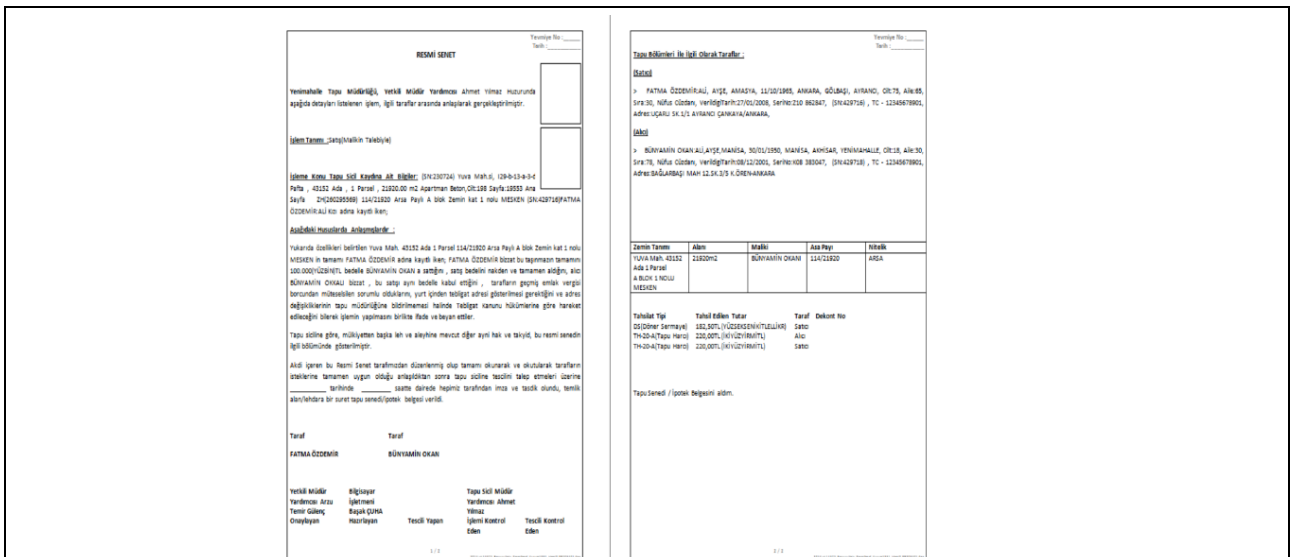 Yevmiye No :______
Tarih :__________
RESMİ SENET
Yenimahalle Tapu Müdürlüğü, Yetkili Müdür Yardımcısı Ahmet Yılmaz huzurunda
aşağıda detayları listelenen işlem, ilgili taraflar arasında anlaşılarak gerçekleştirilmiştir.
İşlem Tanımı :Satış(Malikin Talebiyle)
İşleme Konu Tapu Sicil Kaydına Ait Bilgiler: (SN:230724) Yuva Mah.si, I29-b-13-a-3-d
Pafta , 43152 Ada , 1 Parsel , 21920.00 m2 Apartman Beton,Cilt:198 Sayfa:19553 Ana
Sayfa ZH(260295369) 114/21920 Arsa Paylı A blok Zemin kat 1 nolu MESKEN (SN:429716)FATMA
ÖZDEMİR:ALİ Kızı adına kayıtlı iken;
Aşağıdaki Hususlarda Anlaşmışlardır :
Yukarıda özellikleri belirtilen Yuva Mah. 43152 Ada 1 Parsel 114/21920 Arsa Paylı A blok Zemin kat 1 nolu
MESKEN in tamamı FATMA ÖZDEMİR adına kayıtlı iken; FATMA ÖZDEMİR bizzat bu taşınmazın tamamını
100.000(YÜZBİN)TL bedelle BÜNYAMİN OKAN a sattığını , satış bedelini nakden ve tamamen aldığını, alıcı
BÜNYAMİN OKKALI bizzat , bu satışı aynı bedelle kabul ettiğini , tarafların geçmiş emlak vergisi
borcundan müteselsilen sorumlu olduklarını, yurt içinden tebligat adresi gösterilmesi gerektiğini ve adres
değişikliklerinin tapu müdürlüğüne bildirilmemesi halinde Tebligat Kanunu hükümlerine göre hareket
edileceğini bilerek işlemin yapılmasını birlikte ifade ve beyan ettiler.
Tapu siciline göre, mülkiyetten başka leh ve aleyhine mevcut diğer ayni hak ve takyid, bu resmi senedin
ilgili bölümünde gösterilmiştir.
Akdi içeren bu Resmi Senet tarafımızdan düzenlenmiş olup tamamı okunarak ve okutularak tarafların
isteklerine tamamen uygun olduğu anlaşıldıktan sonra tapu siciline tescilini talep etmeleri üzerine
__________ tarihinde ________ saatte dairede hepimiz tarafından imza ve tasdik olundu, temlik
alan/lehdara bir suret tapu senedi/ipotek belgesi verildi.
Taraf Taraf
FATMA ÖZDEMİR BÜNYAMİN OKAN
Yetkili Müdür Bilgisayar Tapu Sicil Müdür
Yardımcısı Arzu İşletmeni Yardımcısı Ahmet
Temir Gülenç Başak ÇUHA Yılmaz
Onaylayan Hazırlayan Tescili Yapan İşlemi Kontrol Tescili Kontrol
Eden Eden
1 / 2
Yevmiye No :______
Tarih :__________
Tapu Bölümleri İle İlgili Olarak Taraflar :
(Satıcı)
> FATMA ÖZDEMİR:ALİ, AYŞE, AMASYA, 11/10/1965, ANKARA, GÖLBAŞI, AYRANCI, Cilt:75, Aile:65,
Sıra:30, Nüfus Cüzdanı, VerildigiTarih:27/01/2009, SeriNo:Z10 862847, (SN:429716) , TC - 12345678901,
Adres:UÇARLI SK.1/1 AYRANCI ÇANKAYA/ANKARA,
(Alıcı)
> BÜNYAMİN OKAN:ALİ,AYŞE,MANİSA, 30/01/1950, MANİSA, AKHİSAR, YENİMAHALLE, Cilt:18, Aile:30,
Sıra:78, Nüfus Cüzdanı, VerildigiTarih:08/12/2001, SeriNo:K08 383047, (SN:429718) , TC - 12345678901,
Adres:BAĞLARBAŞI MAH 12.SK.3/5 K.ÖREN-ANKARA
Zemin Tanımı Alanı Maliki Asa Payı Nitelik
YUVA Mah. 43152 21920m2 BÜNYAMİN OKANI 114/21920 ARSA
Ada 1 Parsel
A BLOK 1 NOLU
MESKEN
Tahsilat Tipi Tahsil Edilen Tutar Taraf Dekont No
DS(Döner Sermaye) 182,50TL(YÜZSEKSENİKİTLELLİKR) Satıcı
TH-20-A(Tapu Harcı) 220,00TL(İKİYÜZYİRMİTL) Alıcı
TH-20-A(Tapu Harcı) 220,00TL(İKİYÜZYİRMİTL) Satıcı
Tapu Senedi / İpotek Belgesini aldım.
2 / 2